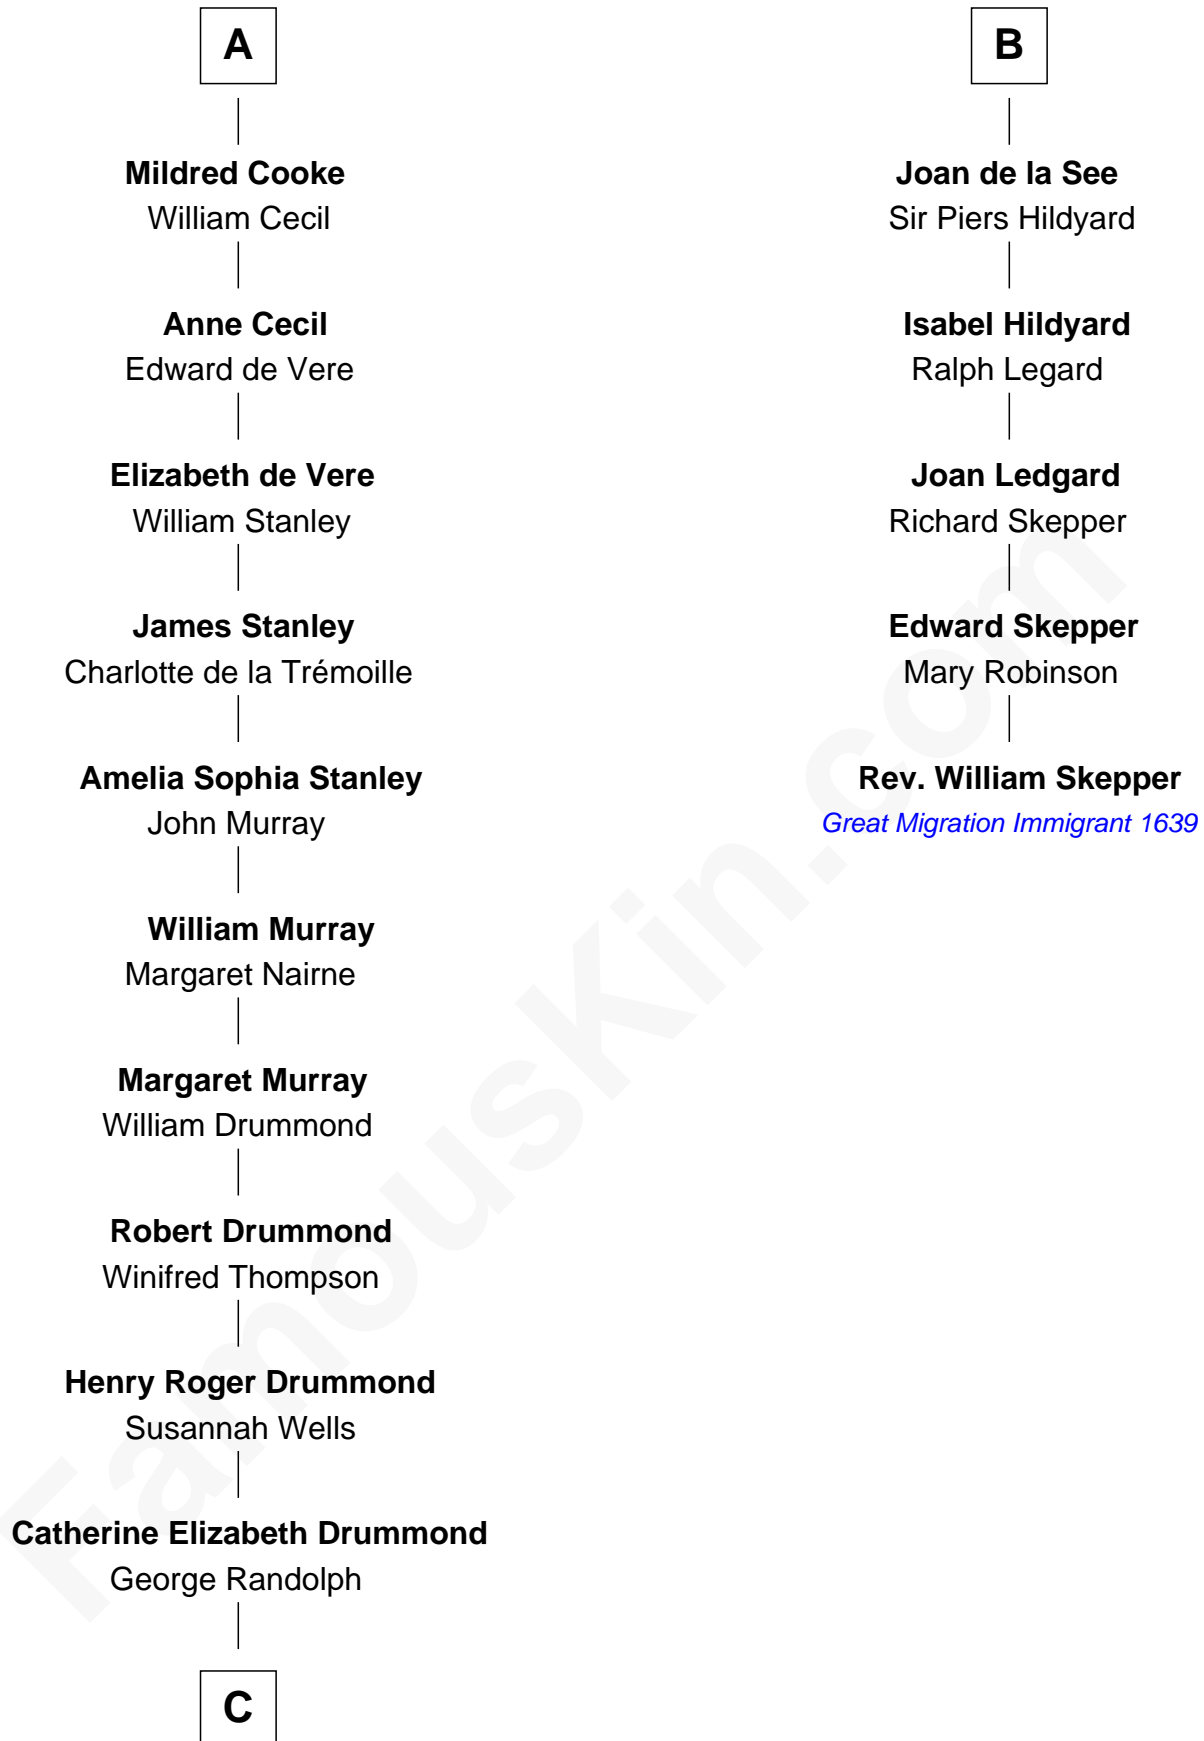 A
Mildred Cooke
William Cecil
Anne Cecil
Edward de Vere
Elizabeth de Vere
William Stanley
James Stanley
Charlotte de la Trémoille
Amelia Sophia Stanley
John Murray
William Murray
Margaret Nairne
Margaret Murray
William Drummond
Robert Drummond
Winifred Thompson
Henry Roger Drummond
Susannah Wells
Catherine Elizabeth Drummond
George Randolph
C
B
Joan de la See
Sir Piers Hildyard
Isabel Hildyard
Ralph Legard
Joan Ledgard
Richard Skepper
Edward Skepper
Mary Robinson
Rev. William Skepper
Great Migration Immigrant 1639
FamousKin.com